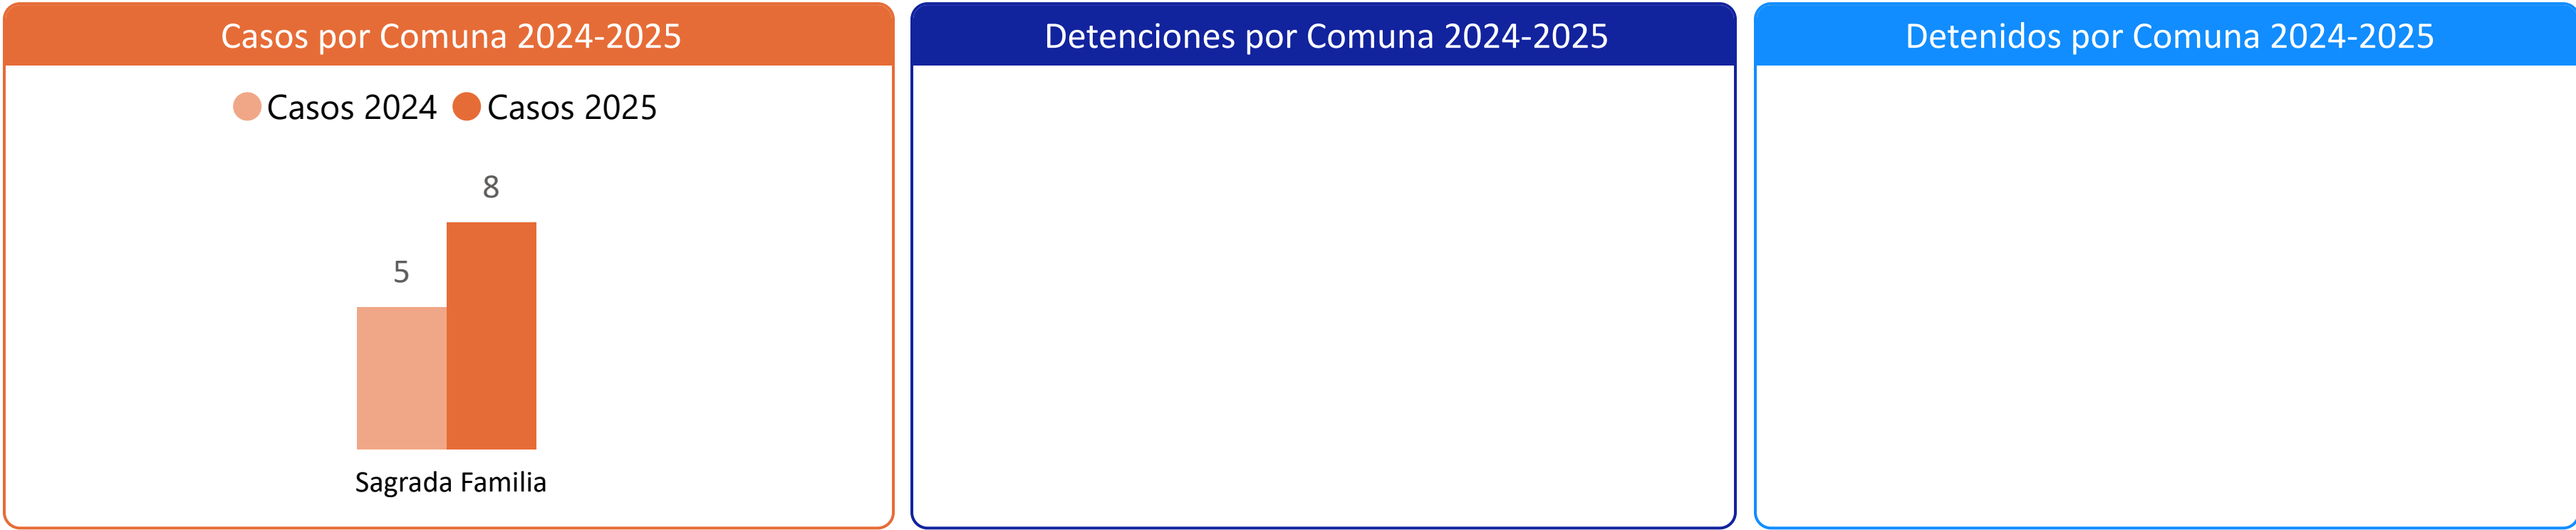 Casos por Comuna 2024-2025
Casos 2024 Casos 2025
8
5
Sagrada Familia
Detenciones por Comuna 2024-2025
Detenidos por Comuna 2024-2025